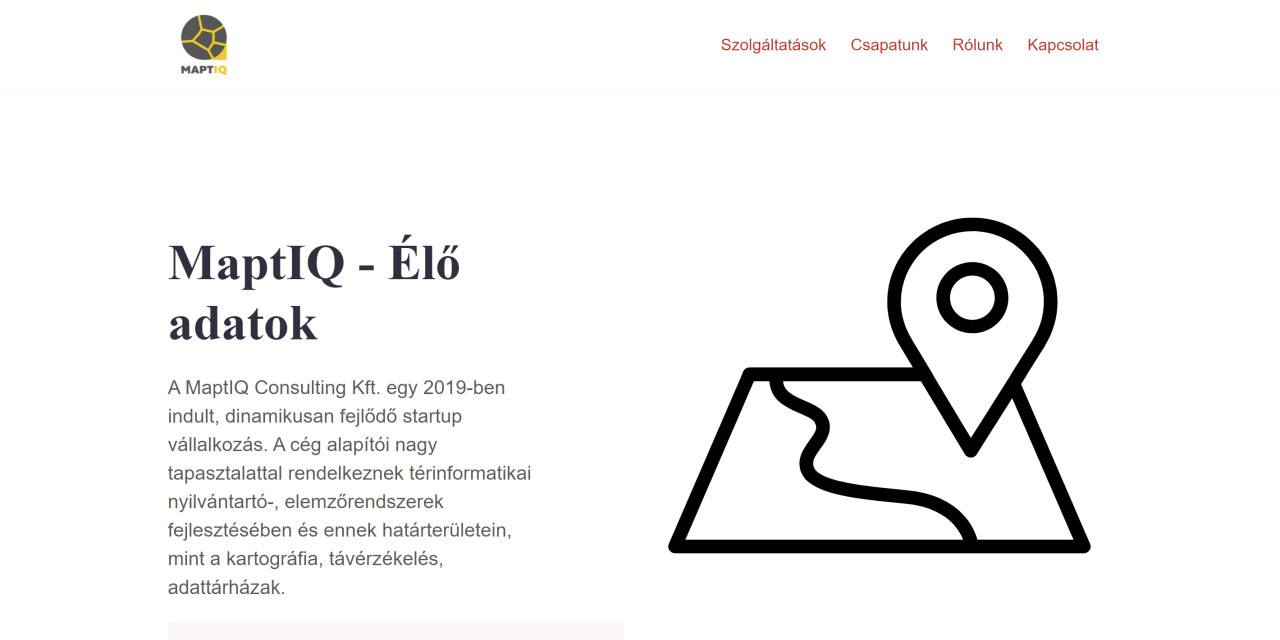 MAPTIQ
Szolgáltatások Csapatunk Rólunk Kapcsolat
MaptIQ - Élő
adatok
A MaptIQ Consulting Kft. egy 2019-ben
indult, dinamikusan fejlődő startup
vállalkozás. A cég alapítói nagy
tapasztalattal rendelkeznek térinformatikai
nyilvántartó-, elemzőrendszerek
fejlesztésében és ennek határterületein,
mint a kartográfia, távérzékelés,
adattárházak.